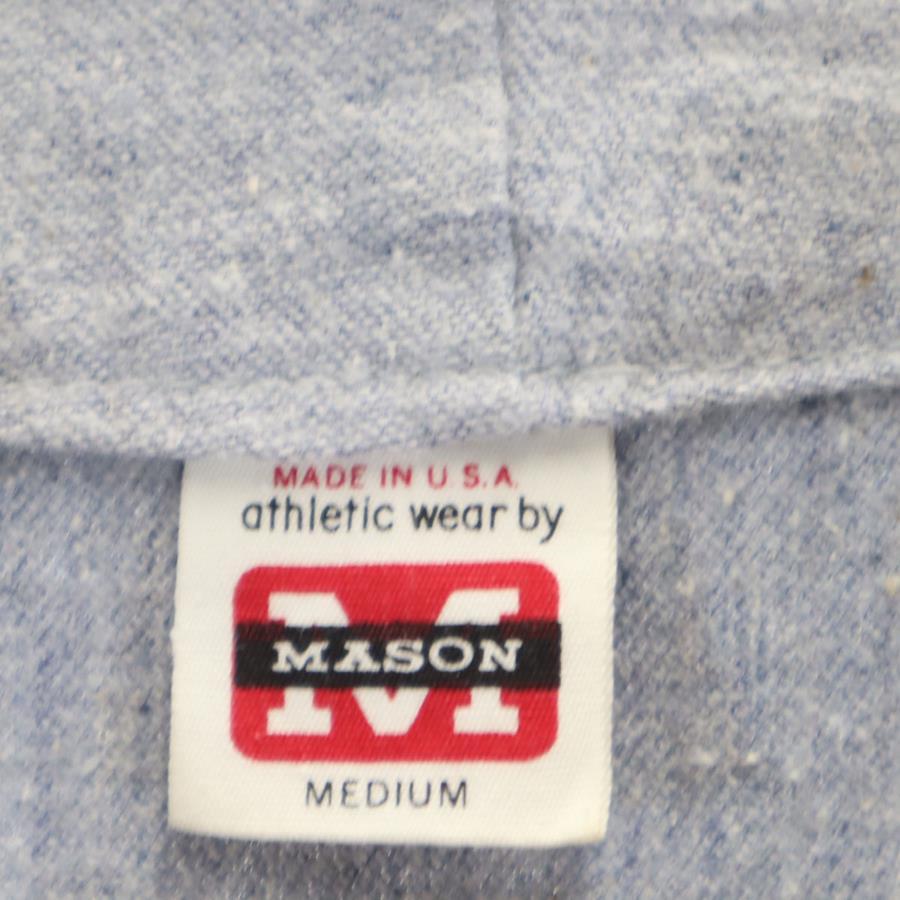 MADE IN U.S.A.
athletic wear by
M
MASON
MEDIUM